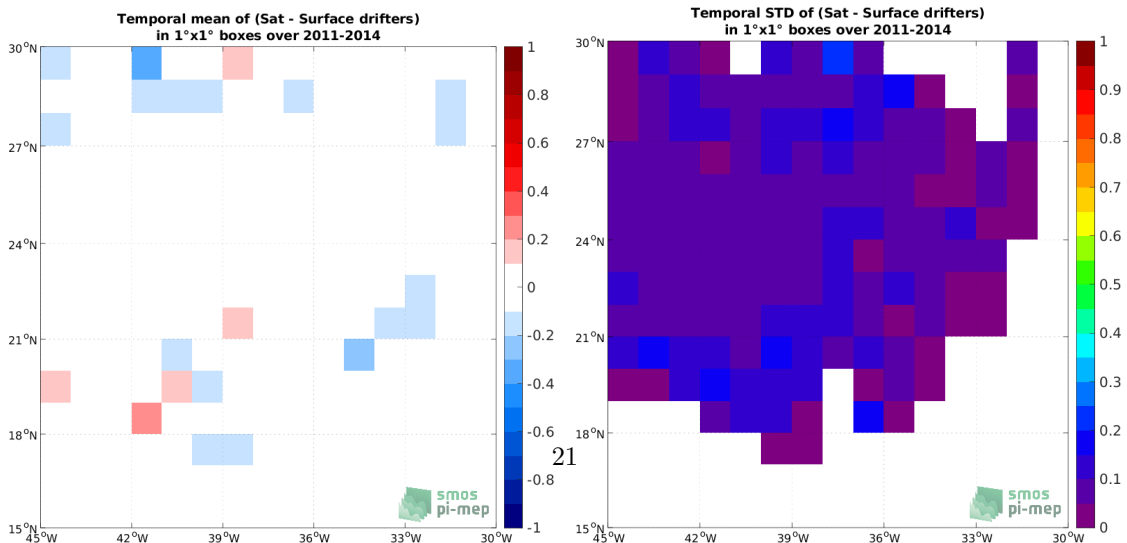 Temporal mean of (Sat - Surface drifters)
in 1°x1° boxes over 2011-2014
30°N
27°N
24°N
21°N
18°N
15°N
45°W
42°W
39°W
36°W
33°W
30°W
1
0.8
0.6
0.4
0.2
0
-0.2
-0.4
-0.6
-0.8
-1
smos
pi-mep
21
Temporal STD of (Sat - Surface drifters)
in 1°x1° boxes over 2011-2014
30°N
27°N
24°N
21°N
18°N
15°N
45°W
42°W
39°W
36°W
33°W
30°W
1
0.9
0.8
0.7
0.6
0.5
0.4
0.3
0.2
0.1
0
smos
pi-mep